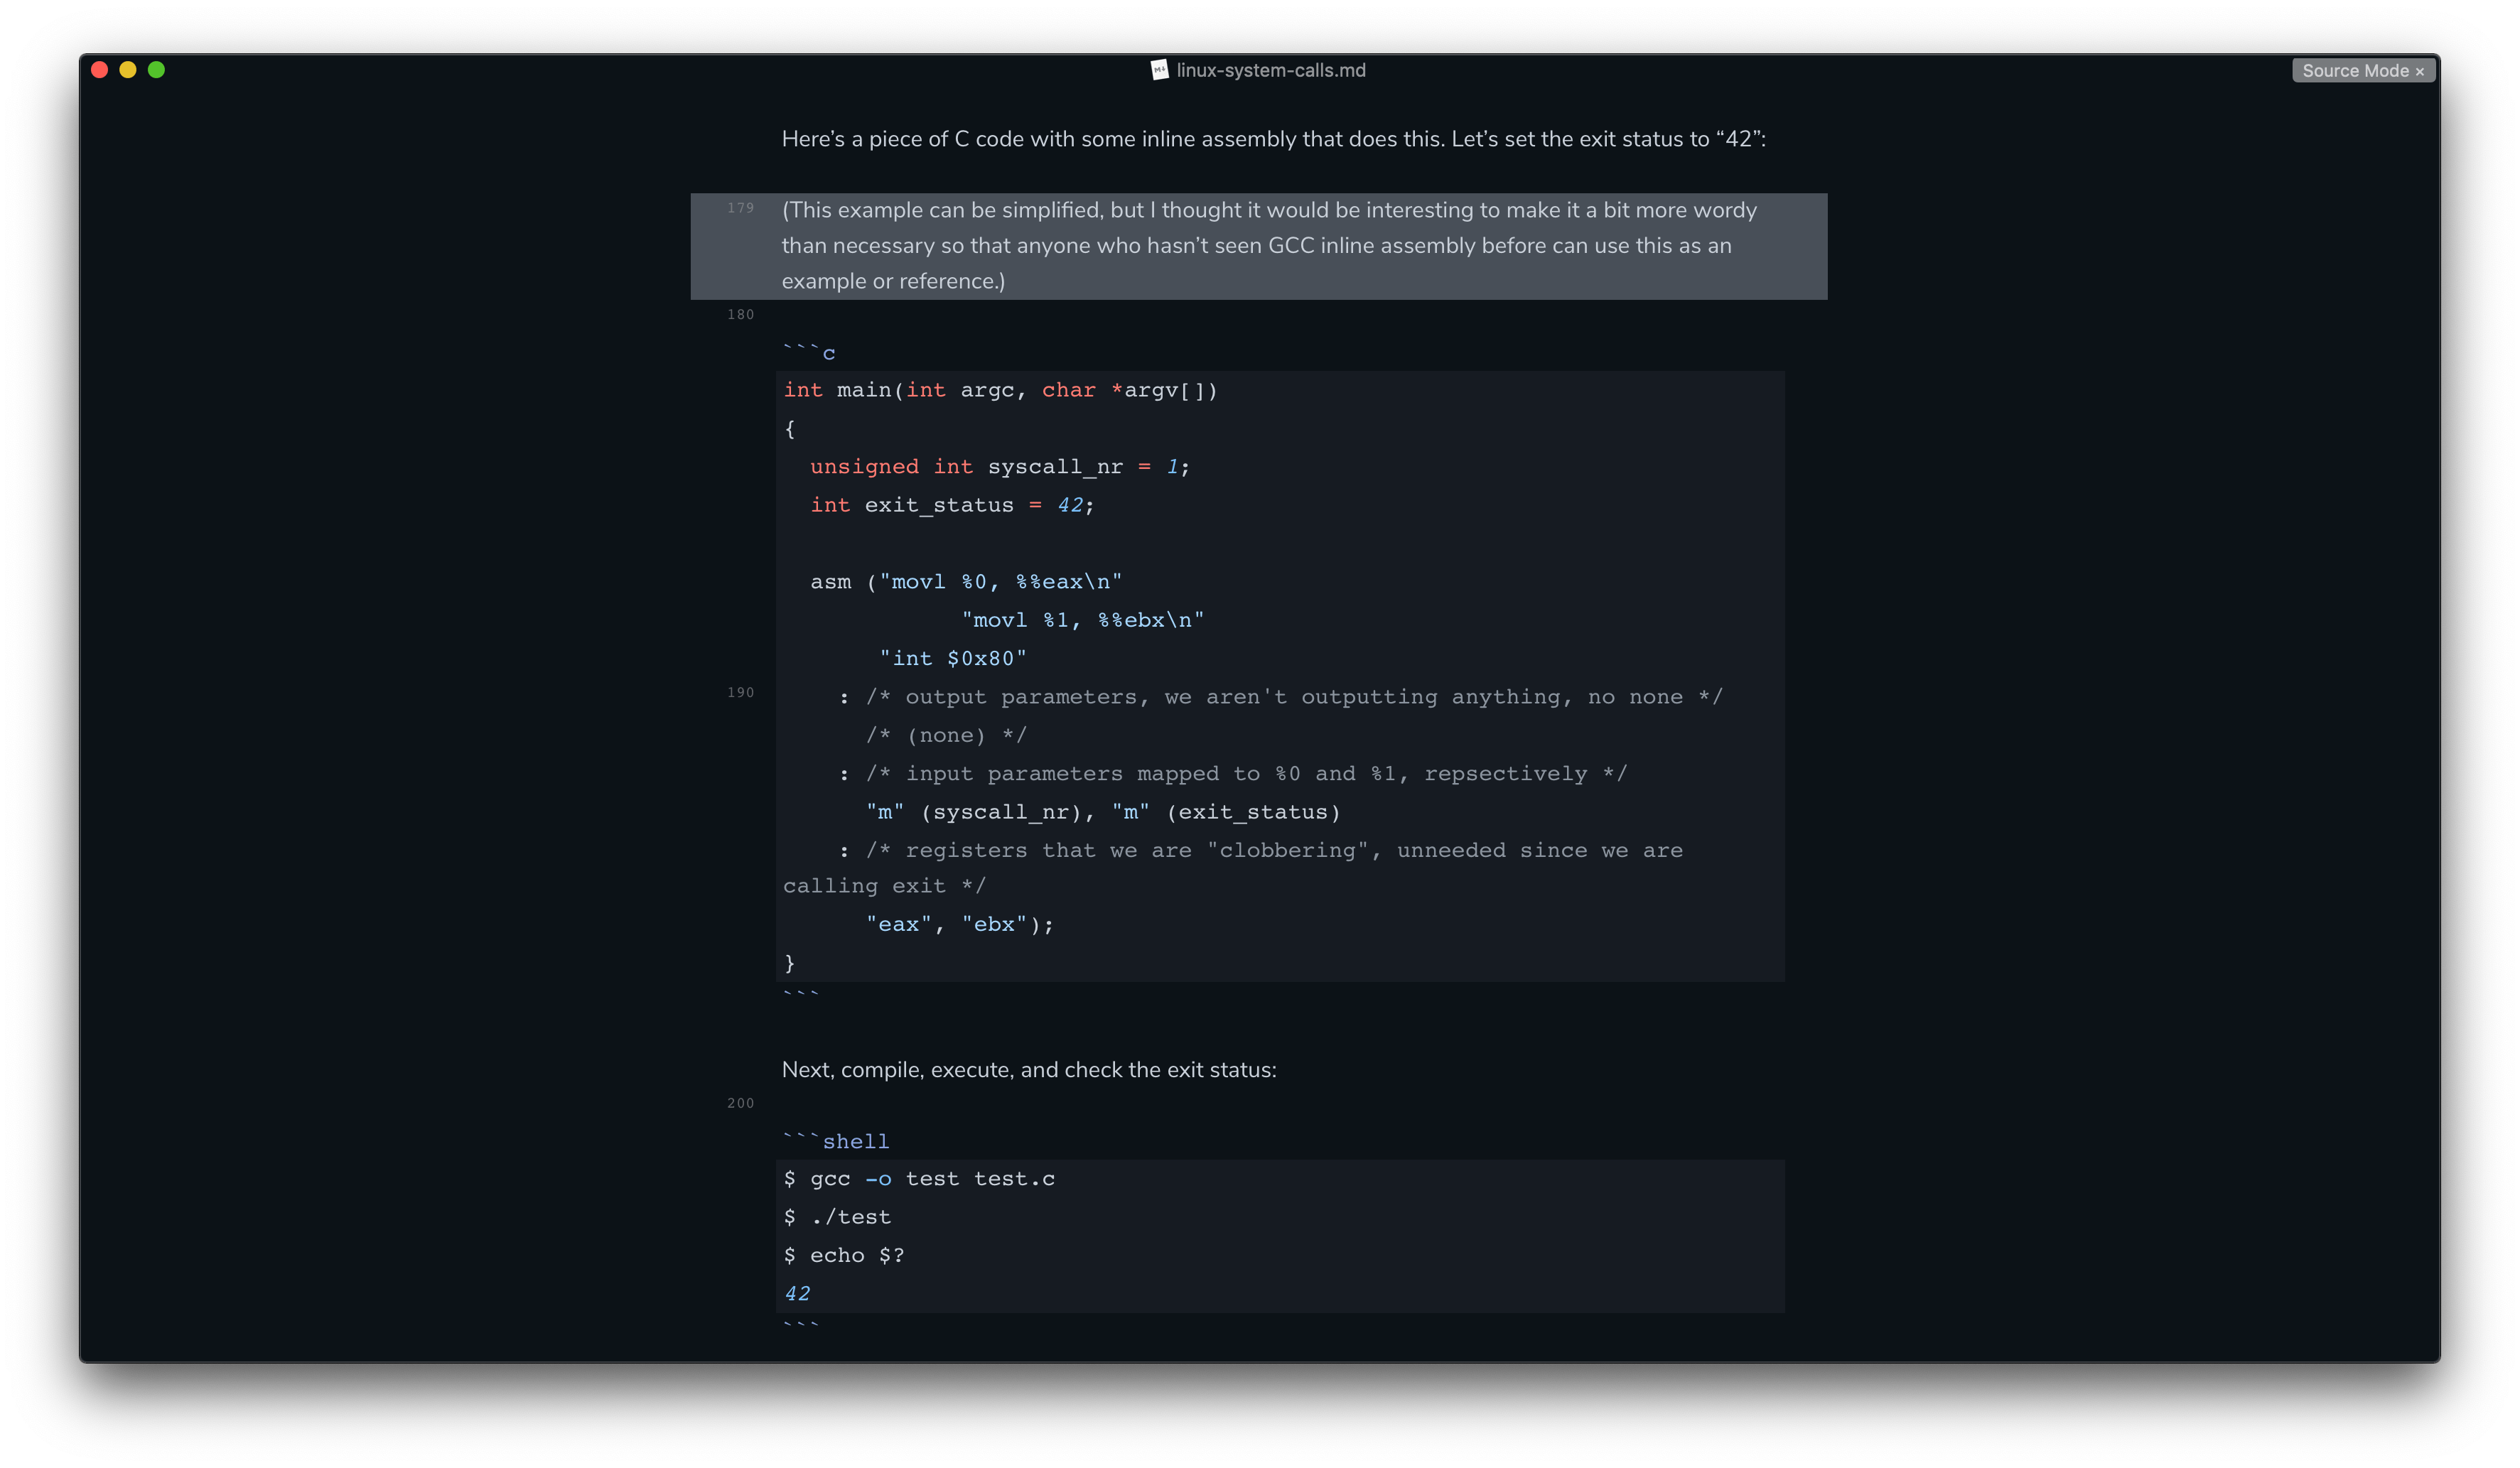 linux-system-calls.md
Source Mode ×
Here’s a piece of C code with some inline assembly that does this. Let’s set the exit status to “42”:
179 (This example can be simplified, but I thought it would be interesting to make it a bit more wordy
than necessary so that anyone who hasn’t seen GCC inline assembly before can use this as an
example or reference.)
180
```c
int main(int argc, char *argv[])
{
  unsigned int syscall_nr = 1;
  int exit_status = 42;
  asm ("movl %0, %%eax\n"
             "movl %1, %%ebx\n"
       "int $0x80"
190     : /* output parameters, we aren't outputting anything, no none */
      /* (none) */
    : /* input parameters mapped to %0 and %1, repsectively */
      "m" (syscall_nr), "m" (exit_status)
    : /* registers that we are "clobbering", unneeded since we are
calling exit */
      "eax", "ebx");
}
```
Next, compile, execute, and check the exit status:
200
```shell
$ gcc -o test test.c
$ ./test
$ echo $?
42
```